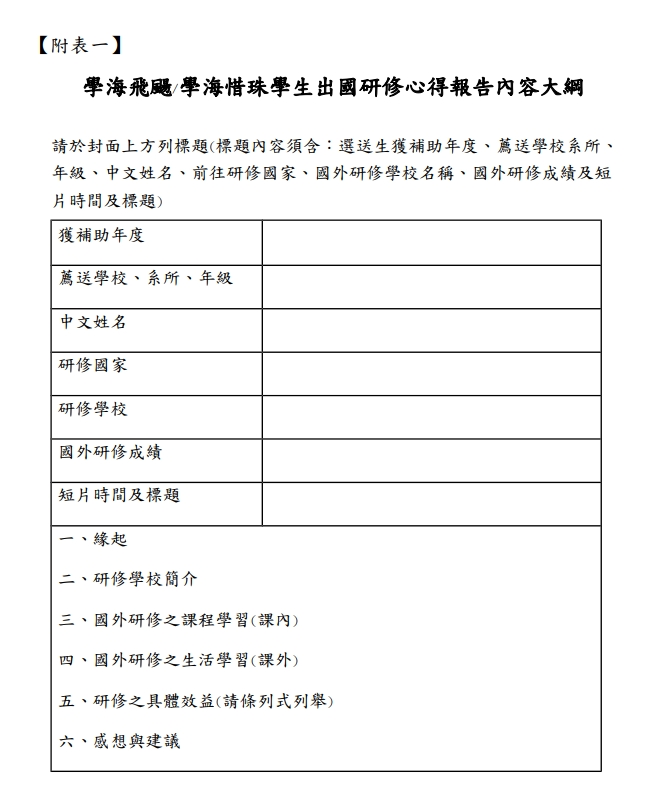 【附表一】
學海飛颺/學海惜珠學生出國研修心得報告內容大綱
請於封面上方列標題(標題內容須含：選送生獲補助年度、薦送學校系所、
年級、中文姓名、前往研修國家、國外研修學校名稱、國外研修成績及短
片時間及標題)
獲補助年度
薦送學校、系所、年級
中文姓名
研修國家
研修學校
國外研修成績
短片時間及標題
一、緣起
二、研修學校簡介
三、國外研修之課程學習(課內)
四、國外研修之生活學習(課外)
五、研修之具體效益(請條列式列舉)
六、感想與建議